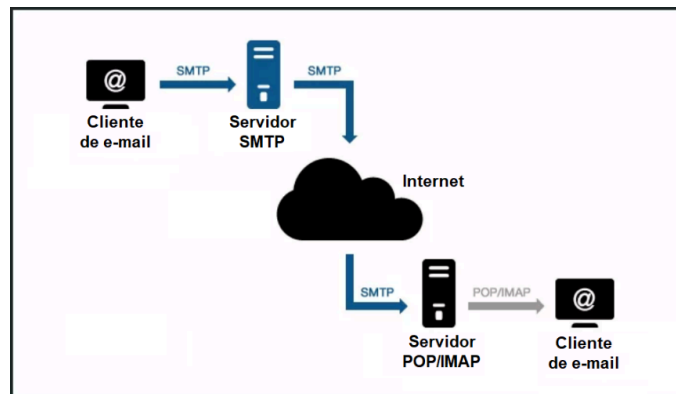 @
SMTP
SMTP
Cliente
de e-mail
Servidor
SMTP
Internet
SMTP
POP/IMAP
@
Servidor
POP/IMAP
Cliente
de e-mail